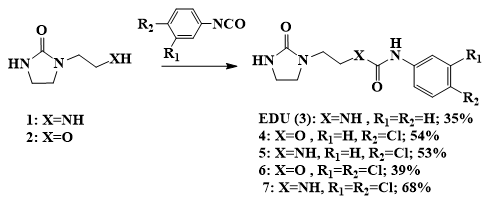 R₂
NCO
R₁
O
HN N XH
1: X=NH
2: X=O
O
HN N X H N R₁
O
R₂
EDU (3): X=NH , R₁=R₂=H; 35%
4: X=O , R₁=H, R₂=Cl; 54%
5: X=NH, R₁=H, R₂=Cl; 53%
6: X=O , R₁=R₂=Cl; 39%
7: X=NH, R₁=R₂=Cl; 68%